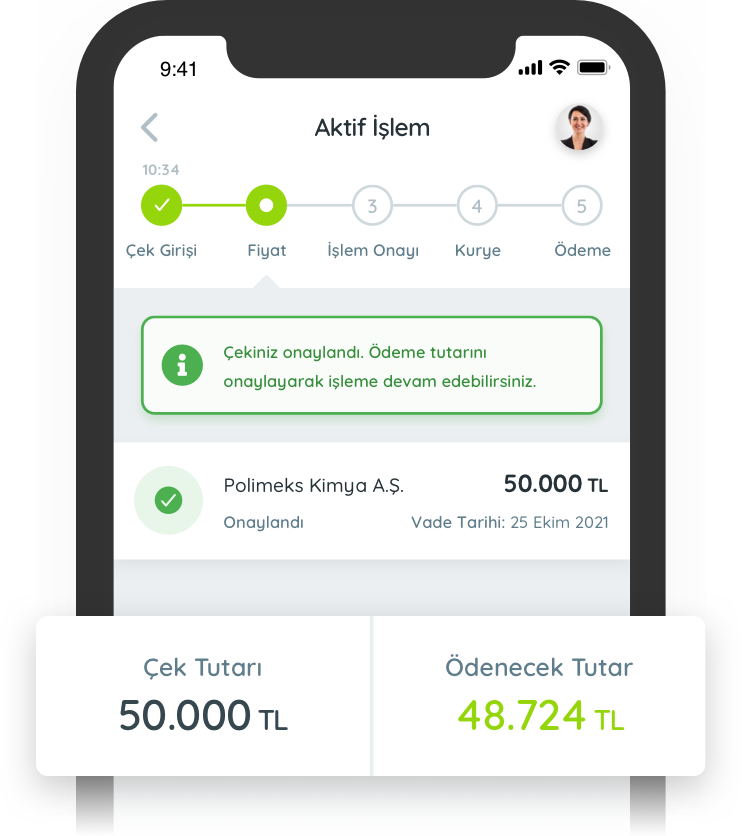 9:41
Aktif İşlem
10:34
3
4
5
Çek Girişi
Fiyat
İşlem Onayı
Kurye
Ödeme
Çekiniz onaylandı. Ödeme tutarını
onaylayarak işleme devam edebilirsiniz.
Polimeks Kimya A.Ş.
50.000 TL
Onaylandı
Vade Tarihi: 25 Ekim 2021
Çek Tutarı
50.000 TL
Ödenecek Tutar
48.724 TL